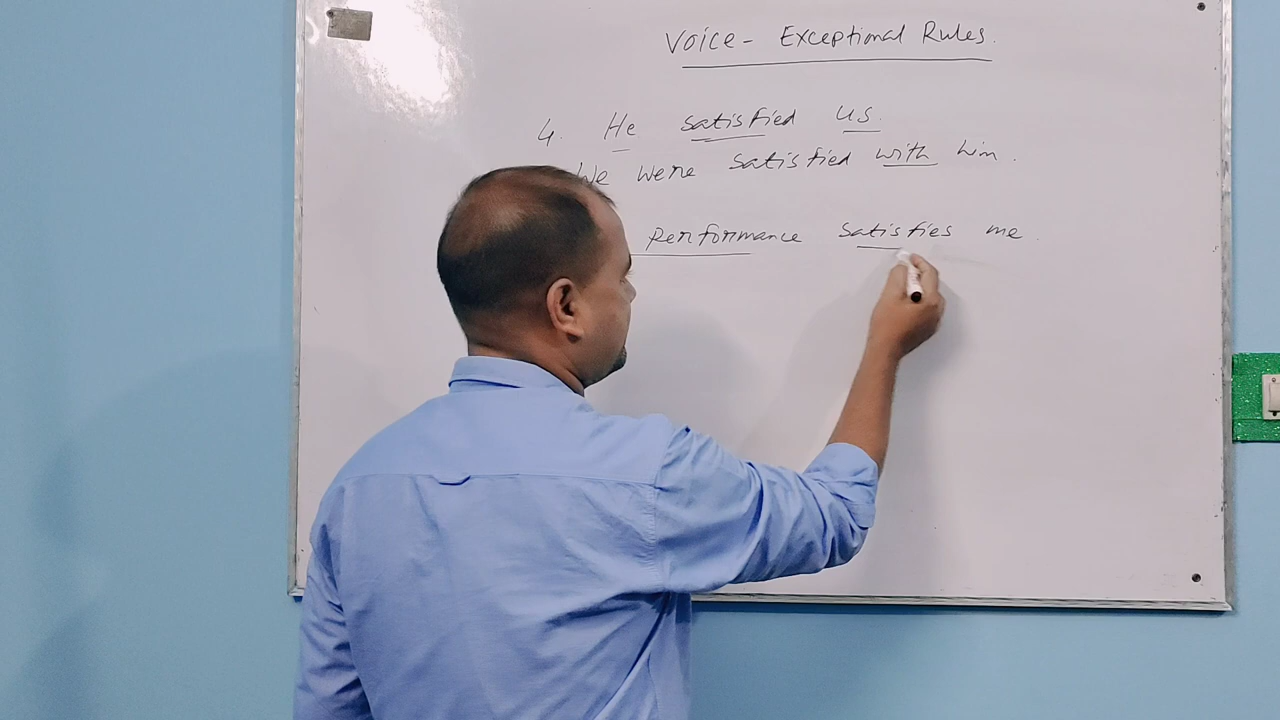 Voice - Exceptional Rules.
4. He satisfied us.
We were satisfied with him.
performance satisfies me.